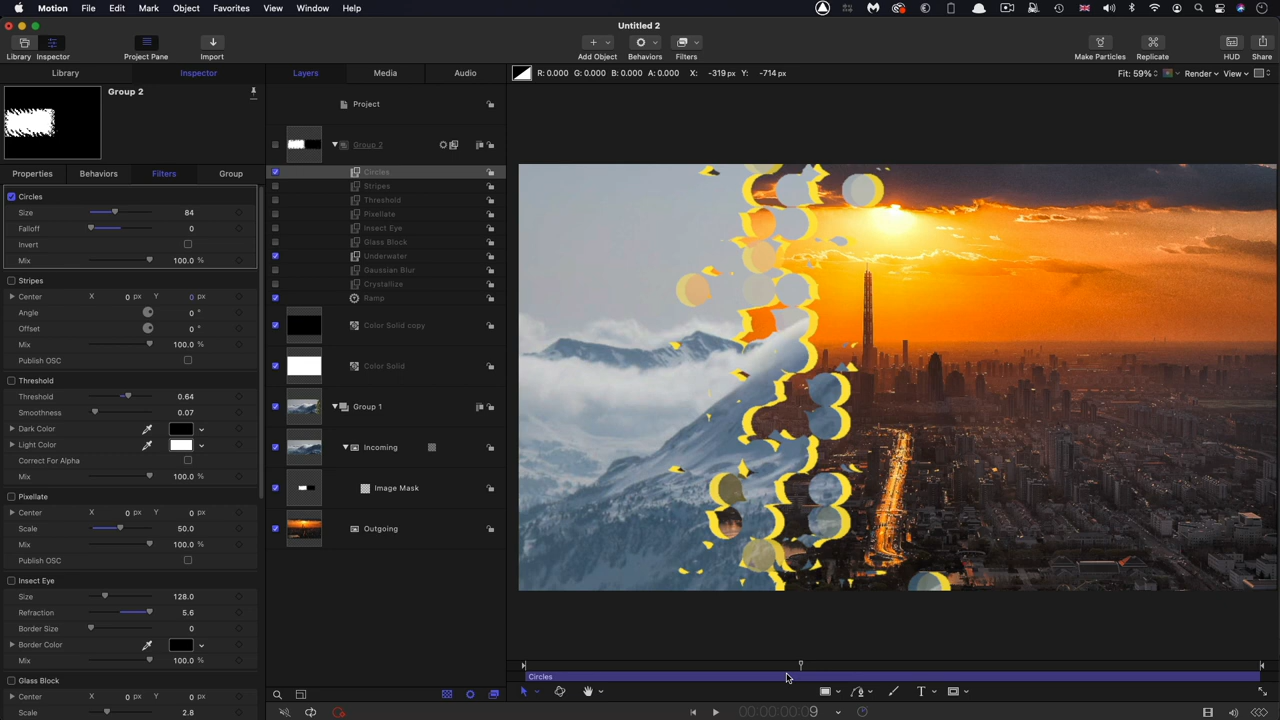 Motion File Edit Mark Object Favorites View Window Help
Untitled 2
Library Inspector Project Pane Import Add Object Behaviors Filters Make Particles Replicate HUD Share
Library Inspector Layers Media Audio R: 0.000 G: 0.000 B: 0.000 A: 0.000 X: -319 px Y: -714 px Fit: 59% Render View
Group 2
Properties Behaviors Filters Group
Circles
Size 84
Falloff 0
Invert
Mix 100.0 %
Stripes
Center X 0 px Y 0 px
Angle 0 °
Offset 0 °
Mix 100.0 %
Publish OSC
Threshold
Threshold 0.64
Smoothness 0.07
Dark Color
Light Color
Correct For Alpha
Mix 100.0 %
Pixellate
Center X 0 px Y 0 px
Scale 50.0
Mix 100.0 %
Publish OSC
Insect Eye
Size 128.0
Refraction 5.6
Border Size 0
Border Color
Mix 100.0 %
Glass Block
Center X 0 px Y 0 px
Scale 2.8
Project
Group 2
Circles
Stripes
Threshold
Pixellate
Insect Eye
Glass Block
Underwater
Gaussian Blur
Crystallize
Ramp
Color Solid copy
Color Solid
Group 1
Incoming
Image Mask
Outgoing
Circles
T
00:00:00:09